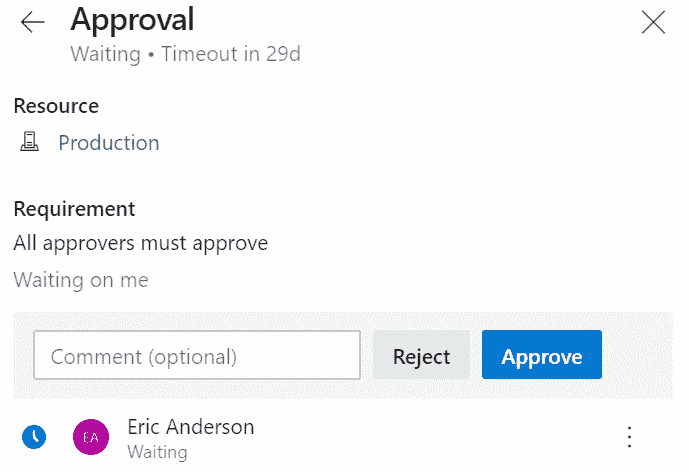 Approval
Waiting • Timeout in 29d
Resource
Production
Requirement
All approvers must approve
Waiting on me
Comment (optional)
Reject
Approve
EA
Eric Anderson
Waiting